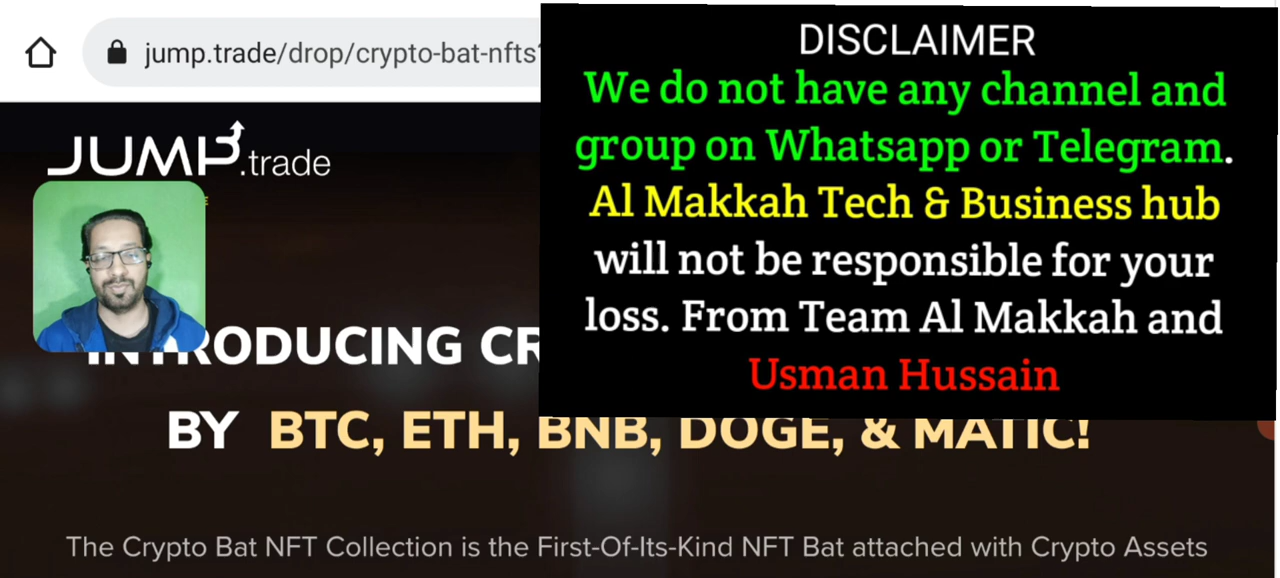 jump.trade/drop/crypto-bat-nfts
DISCLAIMER
We do not have any channel and
group on Whatsapp or Telegram.
Al Makkah Tech & Business hub
will not be responsible for your
loss. From Team Al Makkah and
Usman Hussain
JUMP.trade
INTRODUCING
BY BTC, ETH, BNB, DOGE, & MATIC!
The Crypto Bat NFT Collection is the First-Of-Its-Kind NFT Bat attached with Crypto Assets